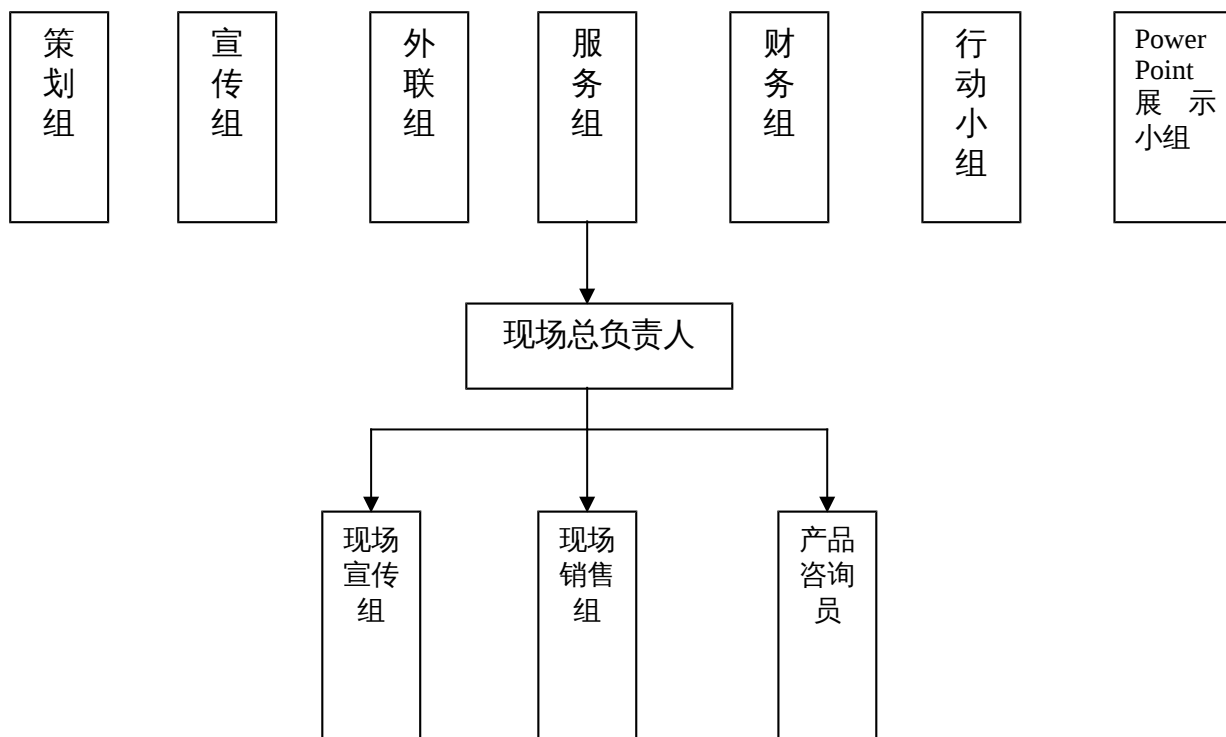 策划组
宣传组
外联组
服务组
财务组
行动小组
Power
Point
展 示
小组
现场总负责人
现场
宣传
组
现场
销售
组
产品
咨询
员